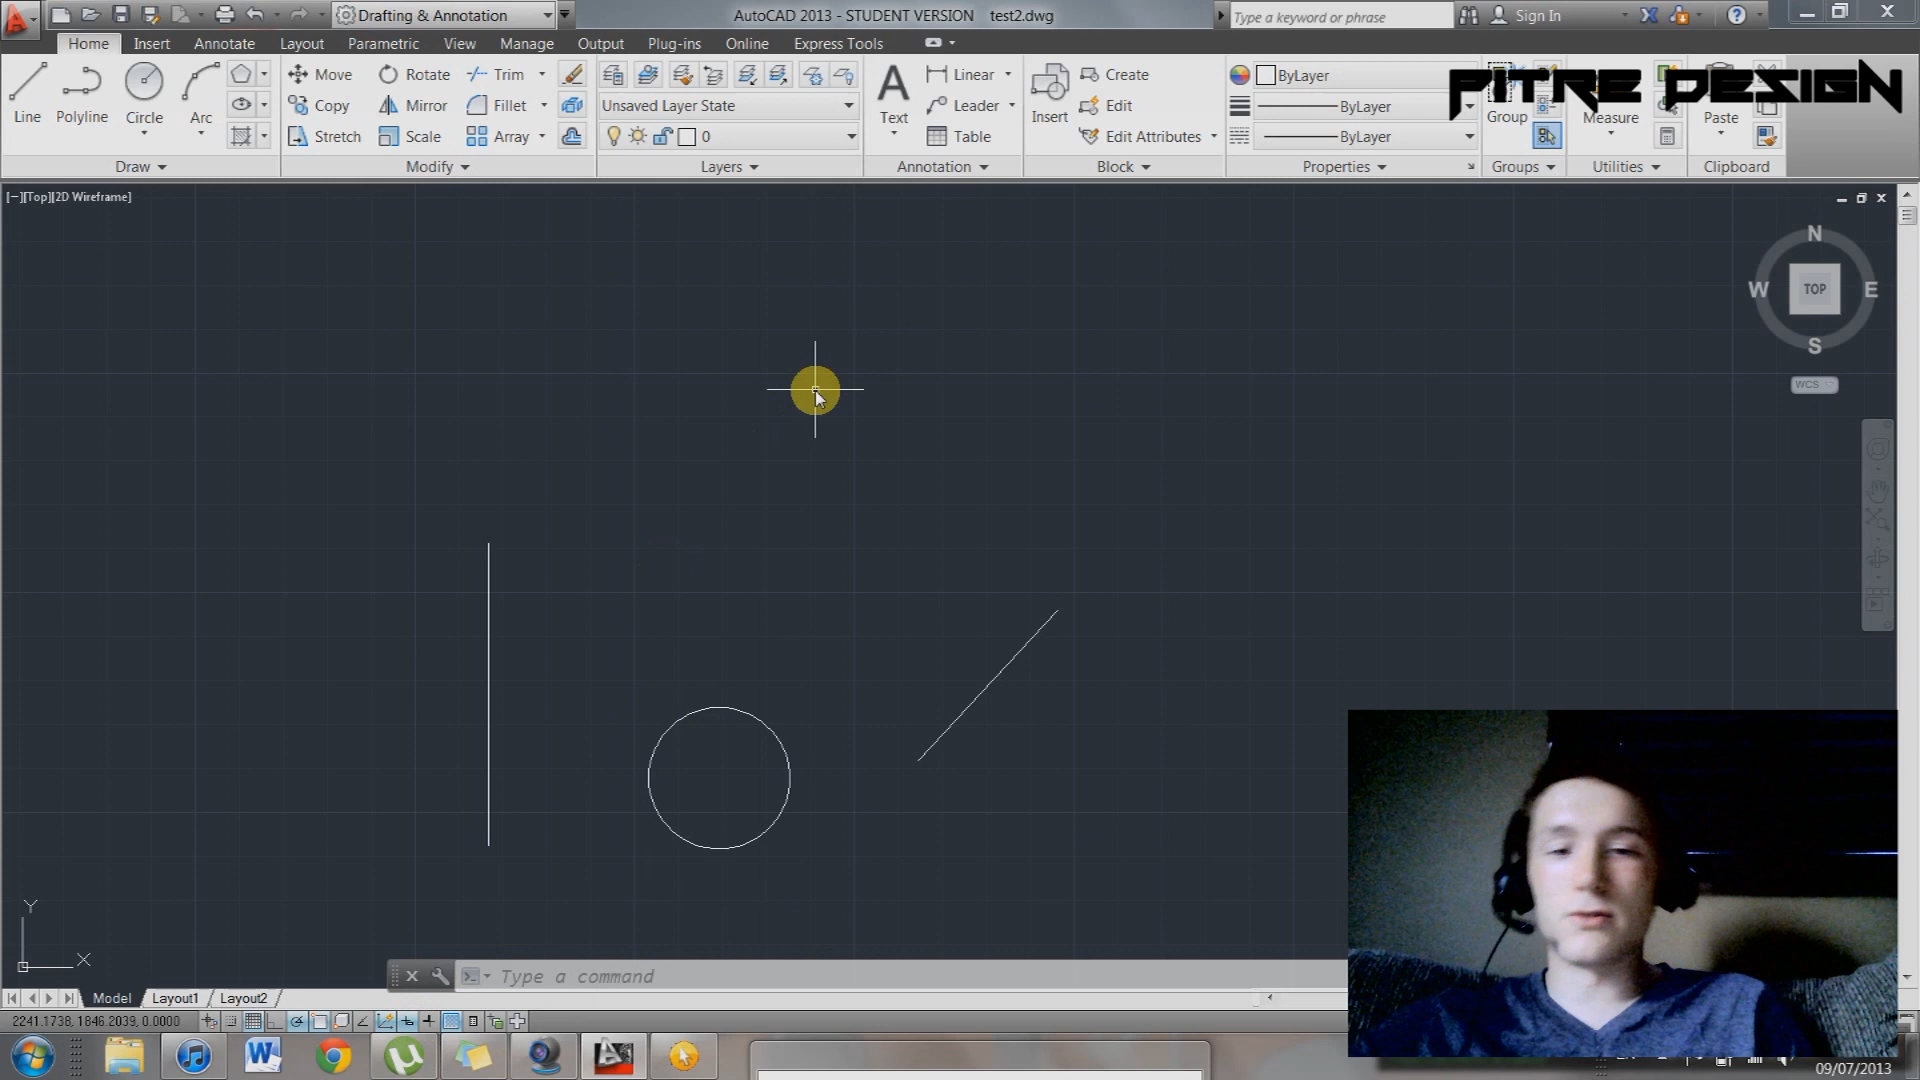 Drafting & Annotation
AutoCAD 2013 - STUDENT VERSION test2.dwg
Type a keyword or phrase
Sign In
Home Insert Annotate Layout Parametric View Manage Output Plug-ins Online Express Tools
PITRE DESIGN
Line Polyline Circle Arc
Move Rotate Trim
Copy Mirror Fillet
Stretch Scale Array
Unsaved Layer State
0
Text
Linear
Leader
Table
Insert
Create
Edit
Edit Attributes
ByLayer
ByLayer
ByLayer
Group
Measure
Paste
Draw Modify Layers Annotation Block Properties Groups Utilities Clipboard
[−][Top][2D Wireframe]
N
W TOP E
S
WCS
Y
X
Type a command
Model Layout1 Layout2
2241.1738, 1846.2039, 0.0000
09/07/2013